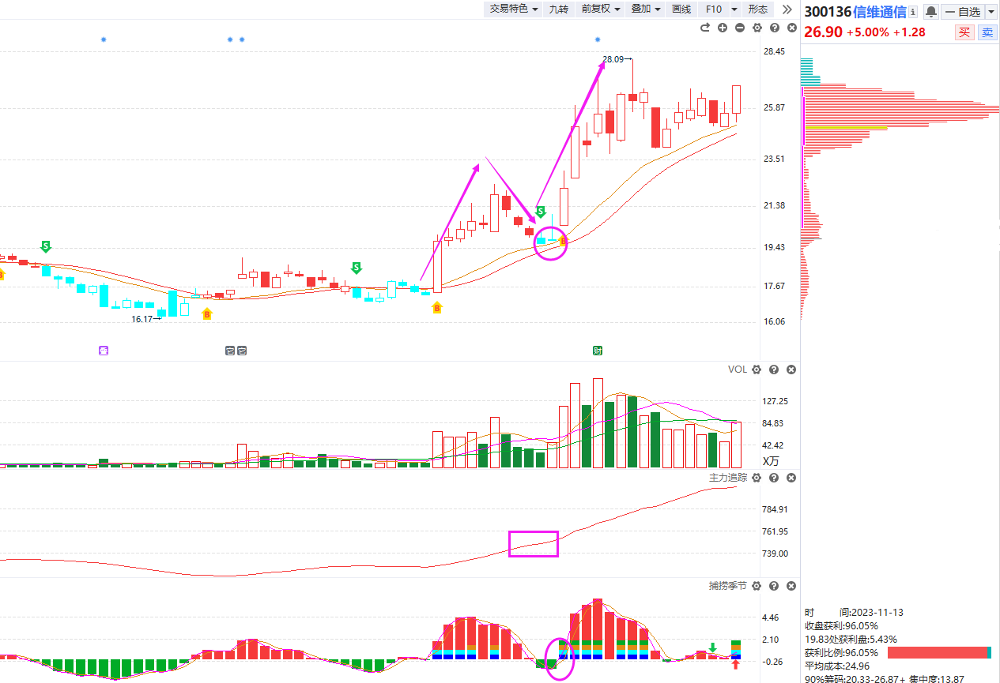 交易特色 九转 前复权 叠加 画线 F10 形态
300136 信维通信 自选
26.90 +5.00% +1.28 买 卖
28.45
25.87
23.51
21.38
19.43
17.67
16.06
28.09
16.17
S
S
S
B
B
B
B
它 它 财
VOL
127.25
84.83
42.42
X万
主力追踪
784.91
761.95
739.00
捕捞季节
4.46
2.10
-0.26
时 间:2023-11-13
收盘获利:96.05%
19.83处获利盘:5.43%
获利比例:96.05%
平均成本:24.96
90%筹码:20.33-26.87+ 集中度:13.87